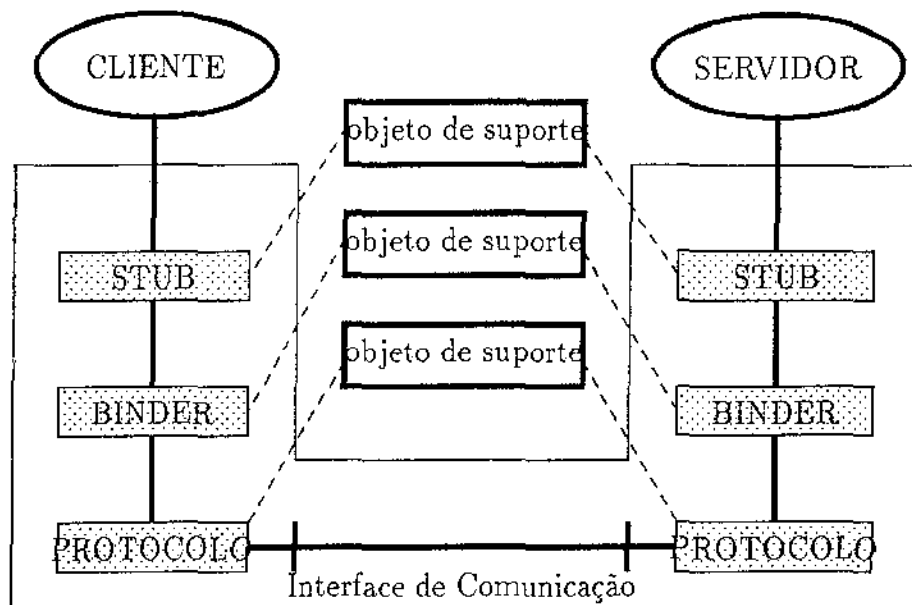 CLIENTE
SERVIDOR
objeto de suporte
objeto de suporte
STUB
STUB
objeto de suporte
BINDER
BINDER
PROTOCOLO
PROTOCOLO
Interface de Comunicação